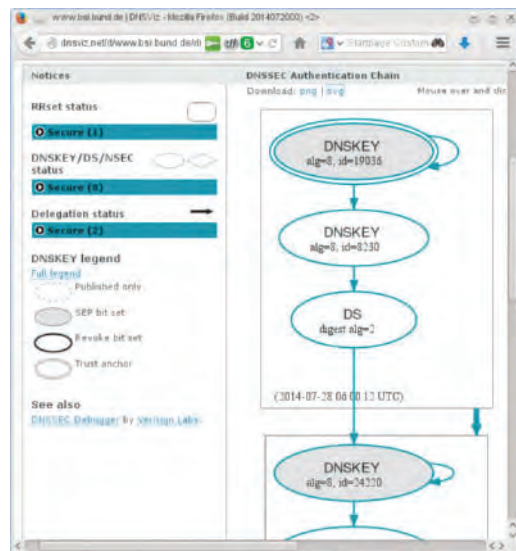 www.bsi.bund.de | DNSViz - Mozilla Firefox (Build 2014072000) <2>
dnsviz.net/d/www.bsi.bund.de/d
6
Notices
RRset status
Secure (1)
DNSKEY/DS/NSEC
status
Secure (8)
Delegation status
Secure (2)
DNSKEY legend
Full legend
Published only
SEP bit set
Revoke bit set
Trust anchor
See also
DNSSEC Debugger by Verisign Labs.
DNSSEC Authentication Chain
Download: png | svg
Mouse over and
DNSKEY
alg=8, id=19036
DNSKEY
alg=8, id=8230
DS
digest alg=2
(2014-07-28 06:00:12 UTC)
DNSKEY
alg=8, id=24220